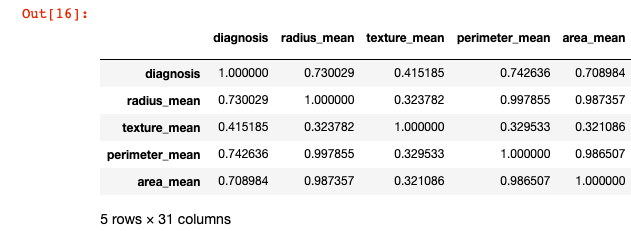 Out[16]:
diagnosis radius_mean texture_mean perimeter_mean area_mean
diagnosis 1.000000 0.730029 0.415185 0.742636 0.708984
radius_mean 0.730029 1.000000 0.323782 0.997855 0.987357
texture_mean 0.415185 0.323782 1.000000 0.329533 0.321086
perimeter_mean 0.742636 0.997855 0.329533 1.000000 0.986507
area_mean 0.708984 0.987357 0.321086 0.986507 1.000000
5 rows × 31 columns